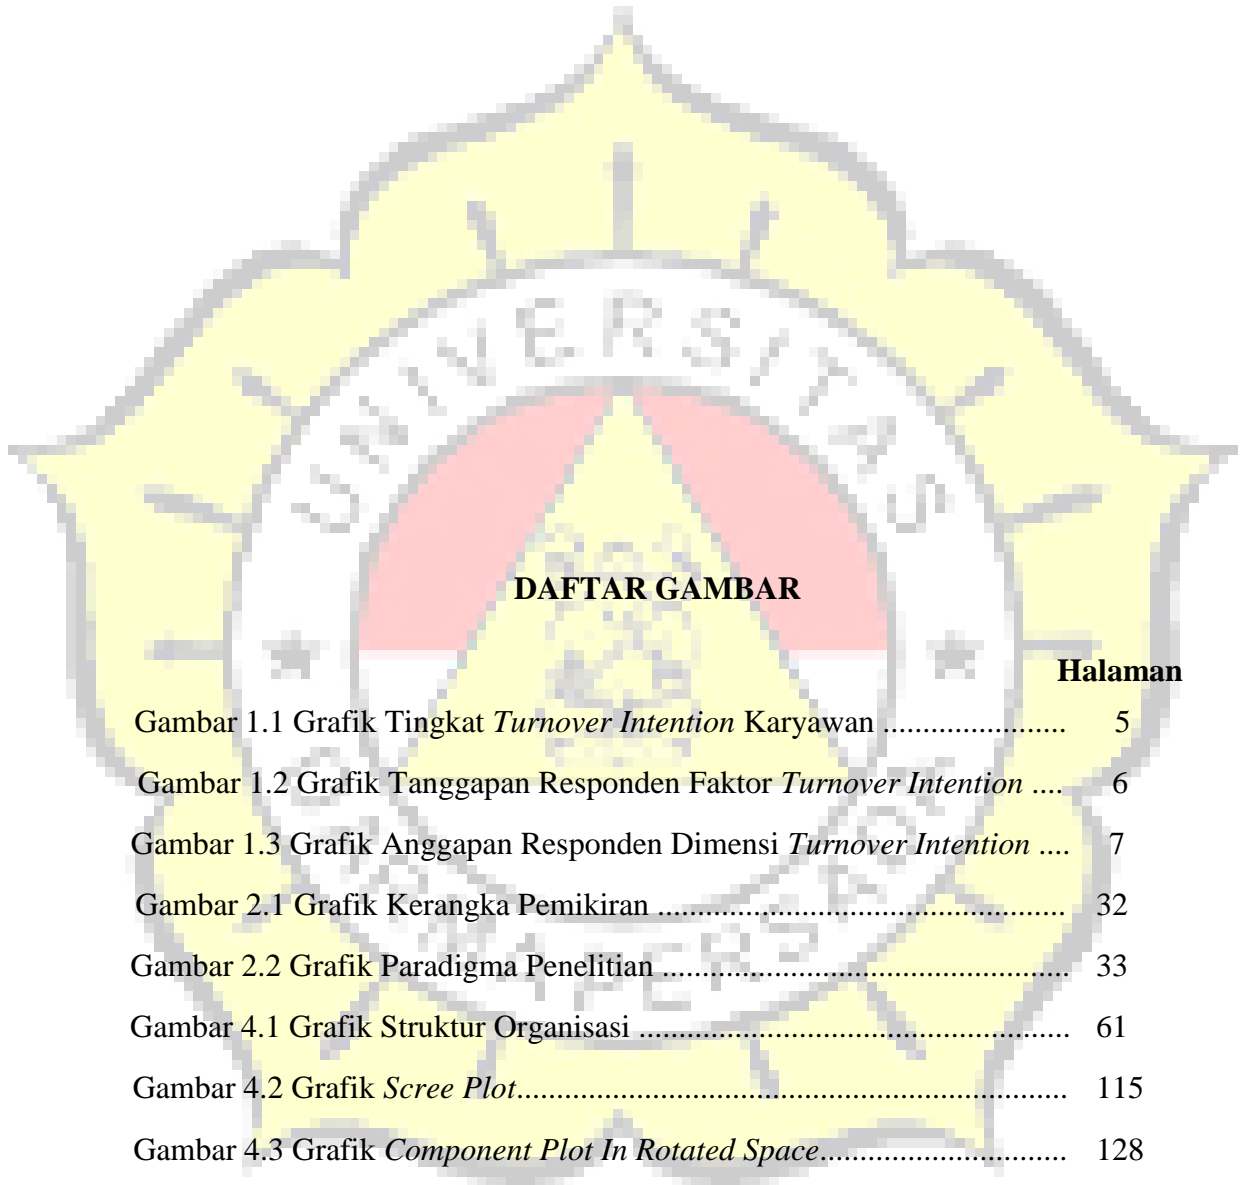 UNIVERSITAS
DARMA PERSADA
DAFTAR GAMBAR
Halaman
Gambar 1.1 Grafik Tingkat Turnover Intention Karyawan ....................... 5
Gambar 1.2 Grafik Tanggapan Responden Faktor Turnover Intention .... 6
Gambar 1.3 Grafik Anggapan Responden Dimensi Turnover Intention .... 7
Gambar 2.1 Grafik Kerangka Pemikiran ................................................... 32
Gambar 2.2 Grafik Paradigma Penelitian ................................................... 33
Gambar 4.1 Grafik Struktur Organisasi ...................................................... 61
Gambar 4.2 Grafik Scree Plot..................................................................... 115
Gambar 4.3 Grafik Component Plot In Rotated Space............................... 128